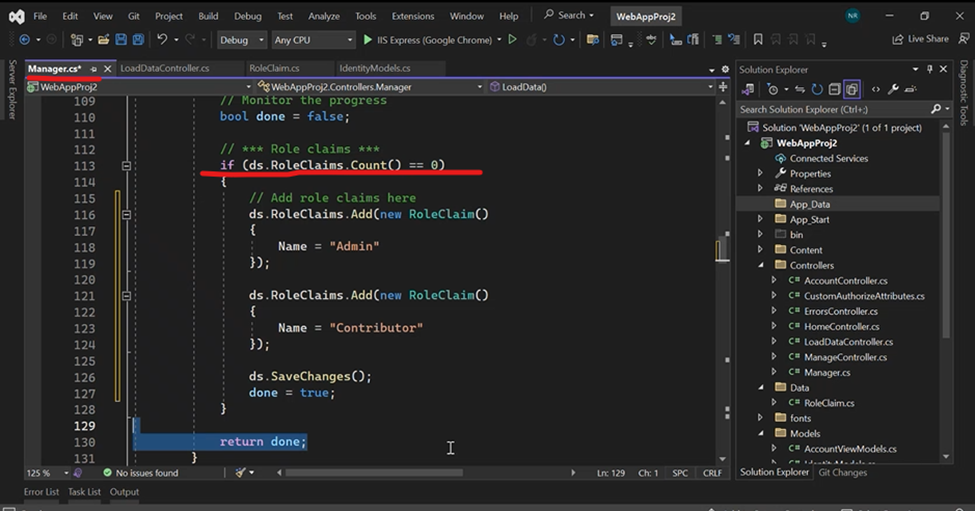 File Edit View Git Project Build Debug Test Analyze Tools Extensions Window Help Search WebAppProj2 NR
Debug Any CPU IIS Express (Google Chrome) Live Share
Server Explorer
Manager.cs* LoadDataController.cs RoleClaim.cs IdentityModels.cs
WebAppProj2 WebAppProj2.Controllers.Manager LoadData()
109 // Monitor the progress
110 bool done = false;
111
112 // *** Role claims ***
113 if (ds.RoleClaims.Count() == 0)
114 {
115 // Add role claims here
116 ds.RoleClaims.Add(new RoleClaim()
117 {
118 Name = "Admin"
119 });
120
121 ds.RoleClaims.Add(new RoleClaim()
122 {
123 Name = "Contributor"
124 });
125
126 ds.SaveChanges();
127 done = true;
128 }
129
130 return done;
131 }
125 % No issues found Ln: 129 Ch: 1 SPC CRLF
Error List Task List Output
Solution Explorer
Search Solution Explorer (Ctrl+;)
Solution 'WebAppProj2' (1 of 1 project)
WebAppProj2
Connected Services
Properties
References
App_Data
App_Start
bin
Content
Controllers
C# AccountController.cs
C# CustomAuthorizeAttributes.cs
C# ErrorsController.cs
C# HomeController.cs
C# LoadDataController.cs
C# ManageController.cs
C# Manager.cs
Data
C# RoleClaim.cs
fonts
Models
C# AccountViewModels.cs
Solution Explorer Git Changes
Diagnostic Tools